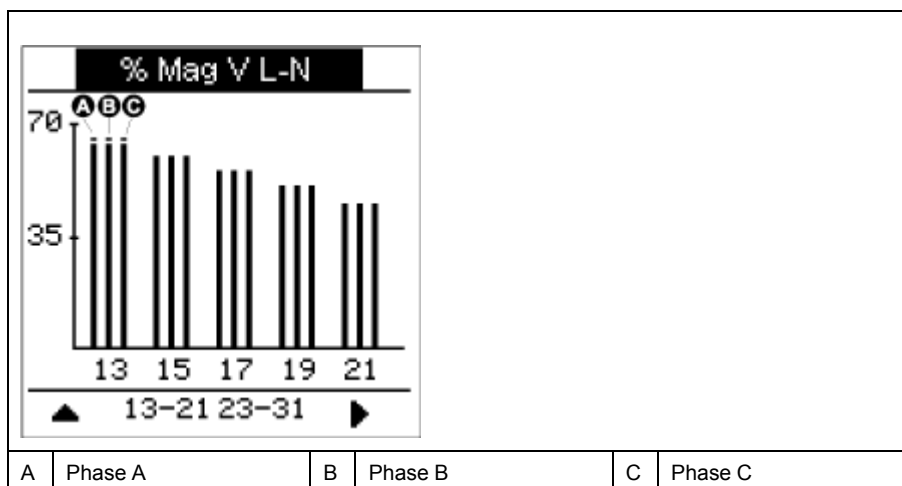 % Mag V L-N
A B C
70
35
13 15 17 19 21
13-21 23-31
A Phase A B Phase B C Phase C